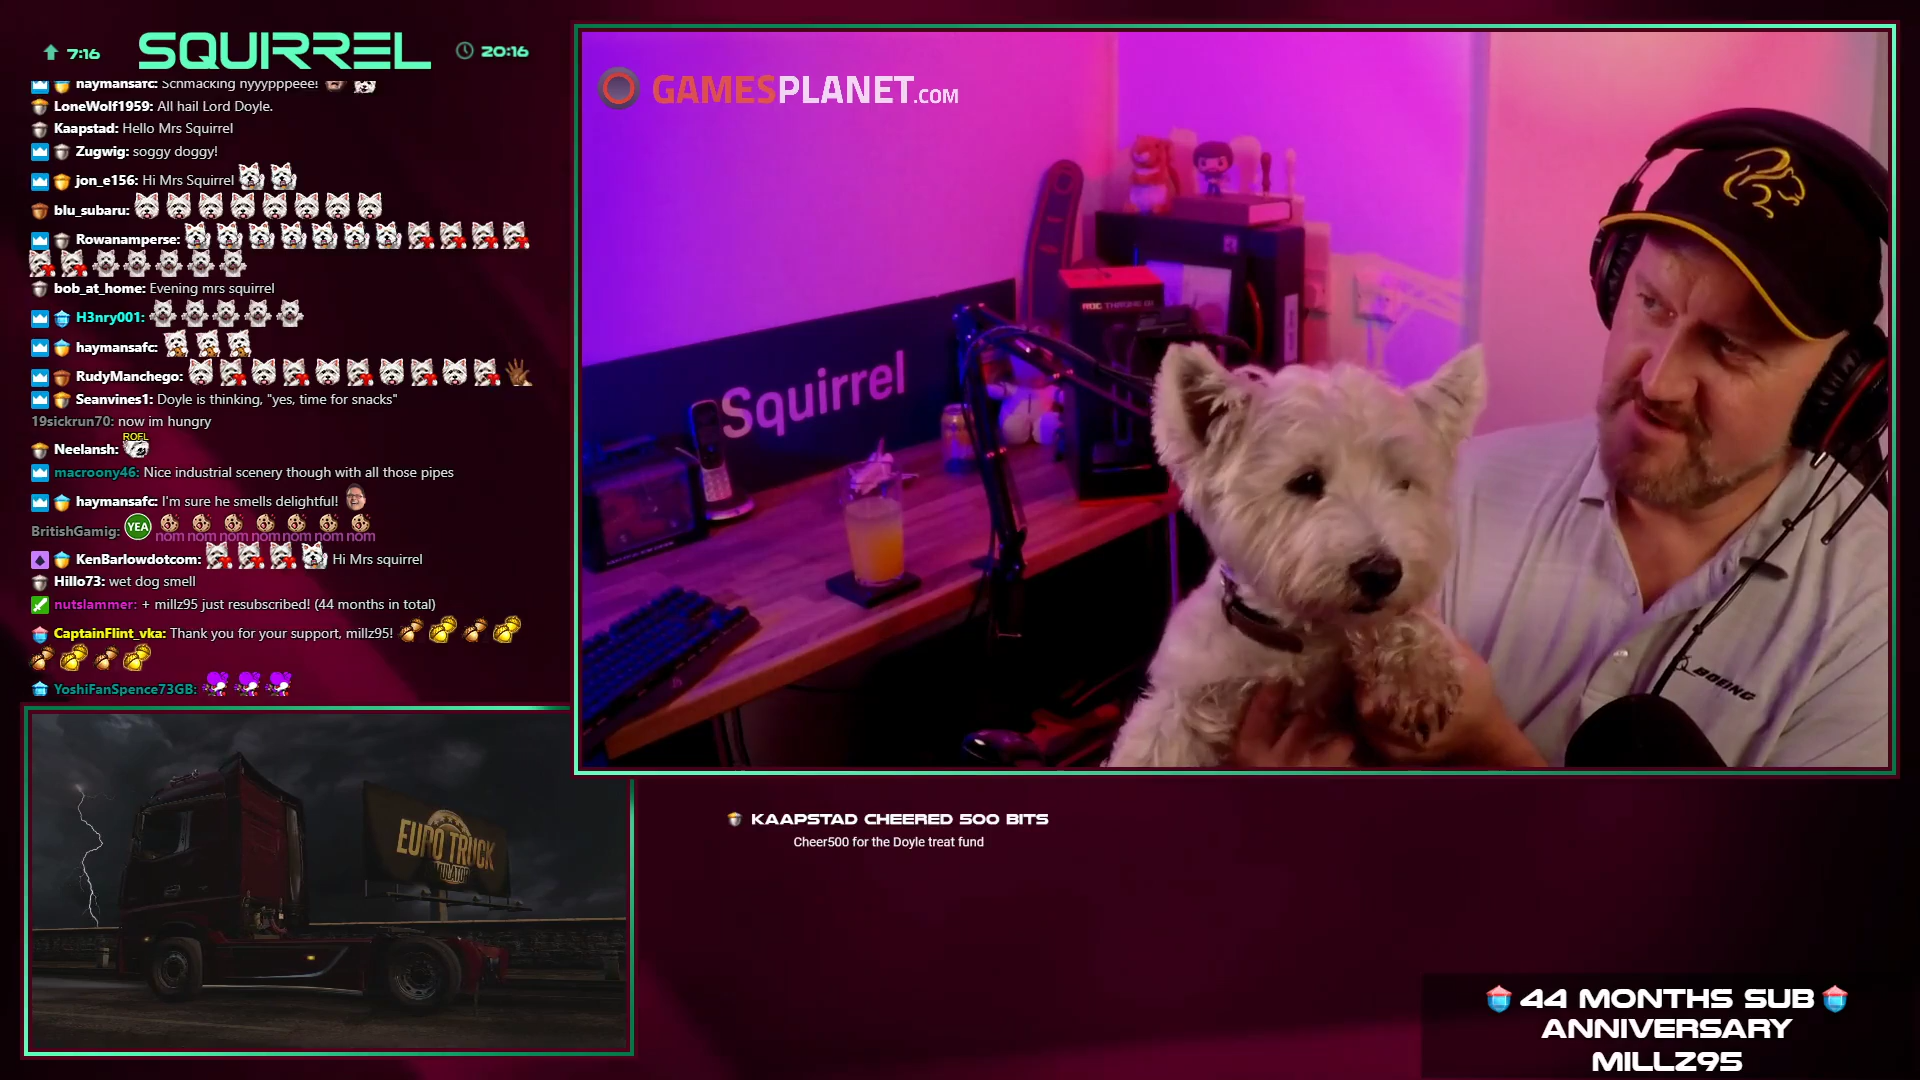 7:16
SQUIRREL
20:16
haymansafc: Schmacking hyyypppeee!
LoneWolf1959: All hail Lord Doyle.
Kaapstad: Hello Mrs Squirrel
Zugwig: soggy doggy!
jon_e156: Hi Mrs Squirrel
blu_subaru:
Rowanamperse:
bob_at_home: Evening mrs squirrel
H3nry001:
haymansafc:
RudyManchego:
Seanvines1: Doyle is thinking, "yes, time for snacks"
19sickrun70: now im hungry
Neelansh: ROFL
macroony46: Nice industrial scenery though with all those pipes
haymansafc: I'm sure he smells delightful!
BritishGamig: YEA nom nom nom nom nom nom nom
KenBarlowdotcom: Hi Mrs squirrel
Hillo73: wet dog smell
nutslammer: + millz95 just resubscribed! (44 months in total)
CaptainFlint_vka: Thank you for your support, millz95!
YoshiFanSpence73GB:
GAMESPLANET.COM
Squirrel
BOEING
EURO TRUCK
KAAPSTAD CHEERED 500 BITS
Cheer500 for the Doyle treat fund
44 MONTHS SUB
ANNIVERSARY
MILLZ95